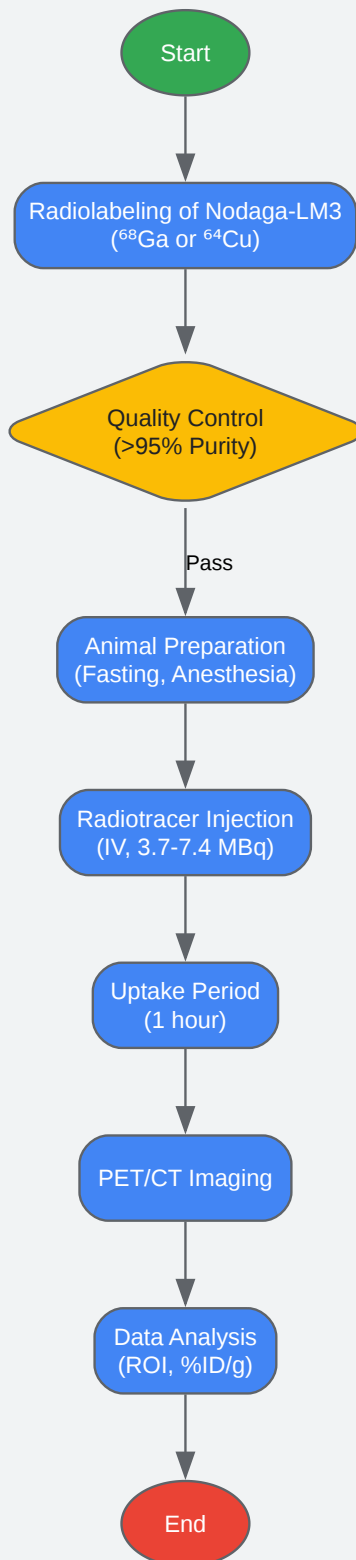 Start
Radiolabeling of Nodaga-LM3
(⁶⁸Ga or ⁶⁴Cu)
Quality Control
(>95% Purity)
Pass
Animal Preparation
(Fasting, Anesthesia)
Radiotracer Injection
(IV, 3.7-7.4 MBq)
Uptake Period
(1 hour)
PET/CT Imaging
Data Analysis
(ROI, %ID/g)
End